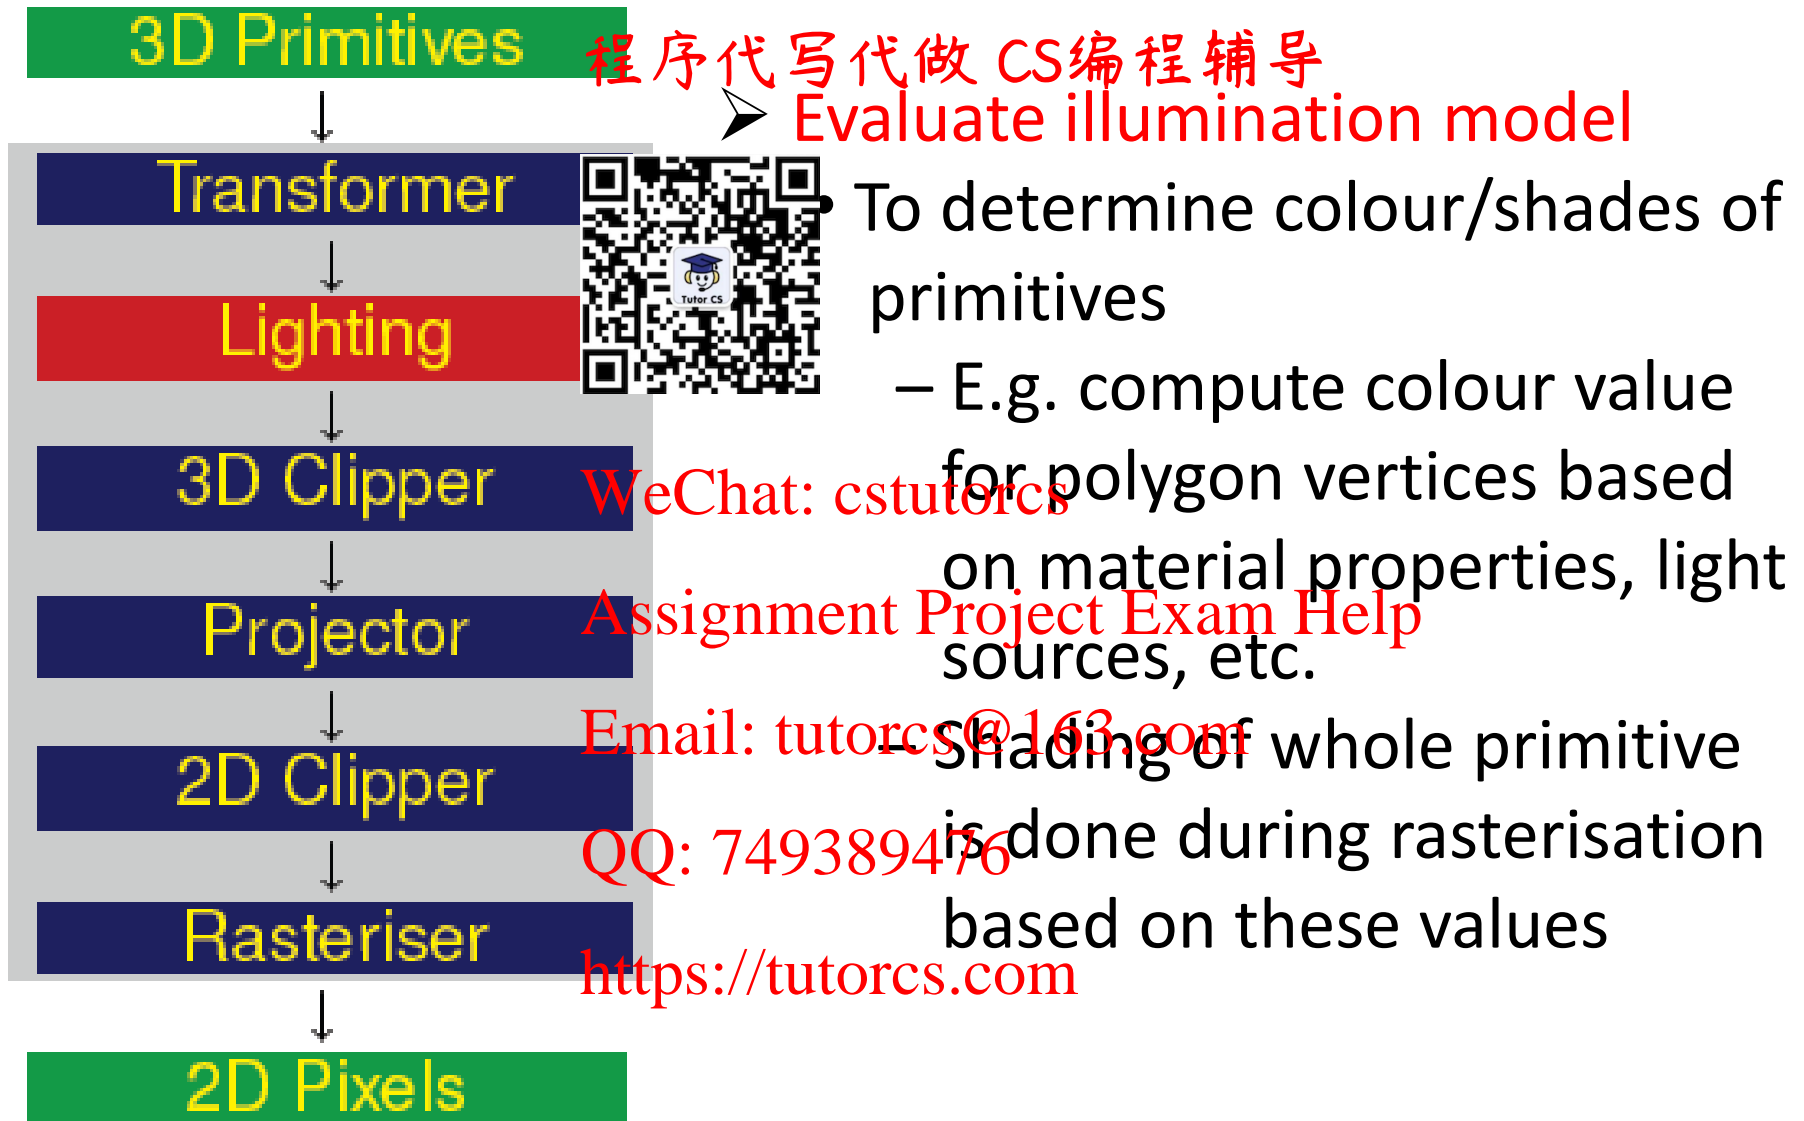 3D Primitives
Transformer
Lighting
3D Clipper
Projector
2D Clipper
Rasteriser
2D Pixels
程序代写代做 CS编程辅导
Evaluate illumination model
• To determine colour/shades of
primitives
– E.g. compute colour value
for polygon vertices based
on material properties, light
sources, etc.
– Shading of whole primitive
is done during rasterisation
based on these values
Tutor CS
WeChat: cstutorcs
Assignment Project Exam Help
Email: tutorcs@163.com
QQ: 749389476
https://tutorcs.com